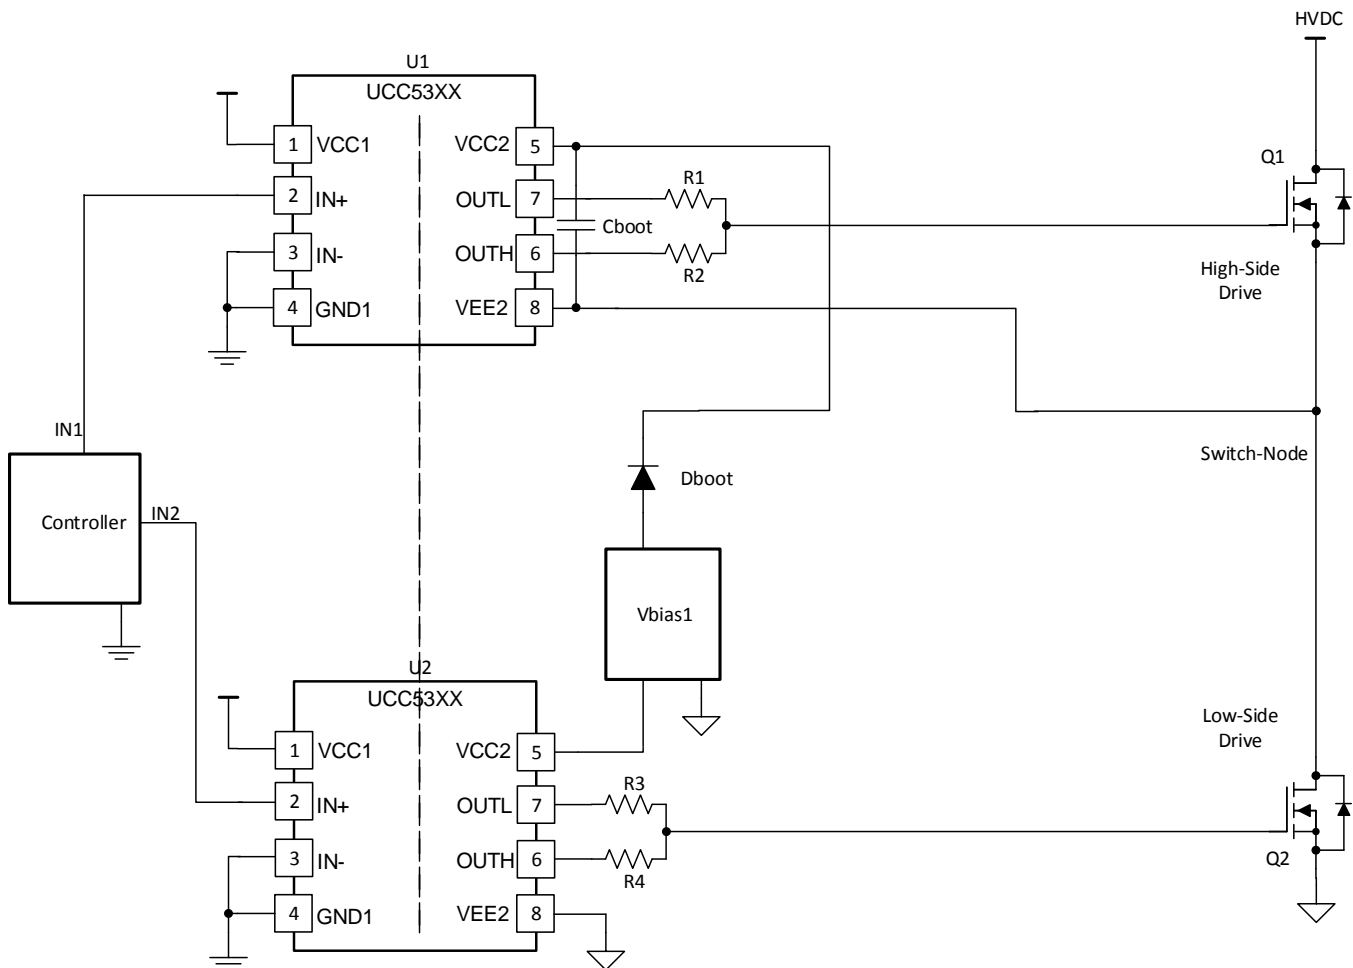 HVDC
U1
UCC53XX
1 VCC1
VCC2 5
Q1
2 IN+
OUTL 7
R1
Cboot
3 IN-
OUTH 6
R2
High-Side
Drive
4 GND1
VEE2 8
IN1
Switch-Node
Dboot
Controller
IN2
Vbias1
U2
UCC53XX
Low-Side
Drive
1 VCC1
VCC2 5
2 IN+
OUTL 7
R3
3 IN-
OUTH 6
R4
Q2
4 GND1
VEE2 8